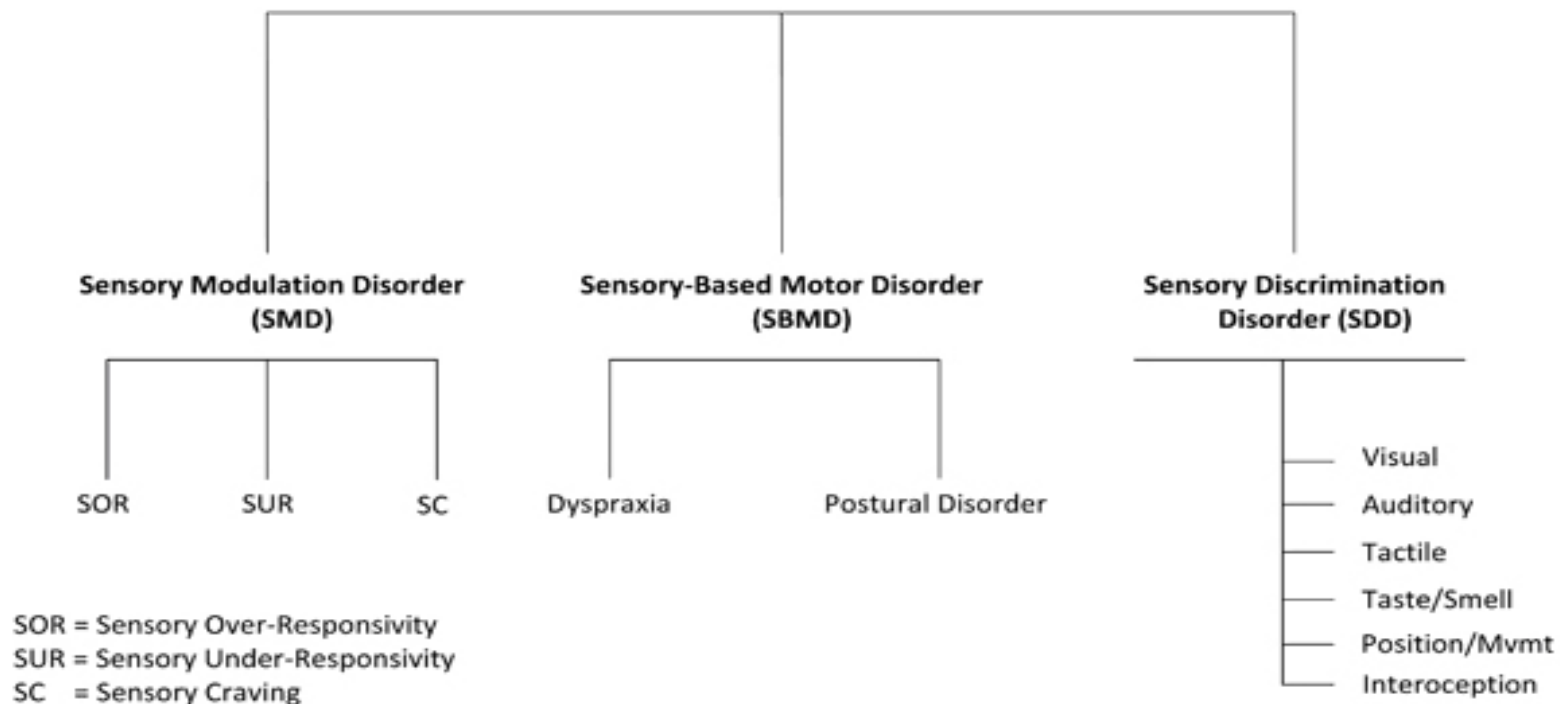 Sensory Modulation Disorder
(SMD)
Sensory-Based Motor Disorder
(SBMD)
Sensory Discrimination
Disorder (SDD)
SOR
SUR
SC
Dyspraxia
Postural Disorder
Visual
Auditory
Tactile
Taste/Smell
Position/Mvmt
Interoception
SOR = Sensory Over-Responsivity
SUR = Sensory Under-Responsivity
SC = Sensory Craving